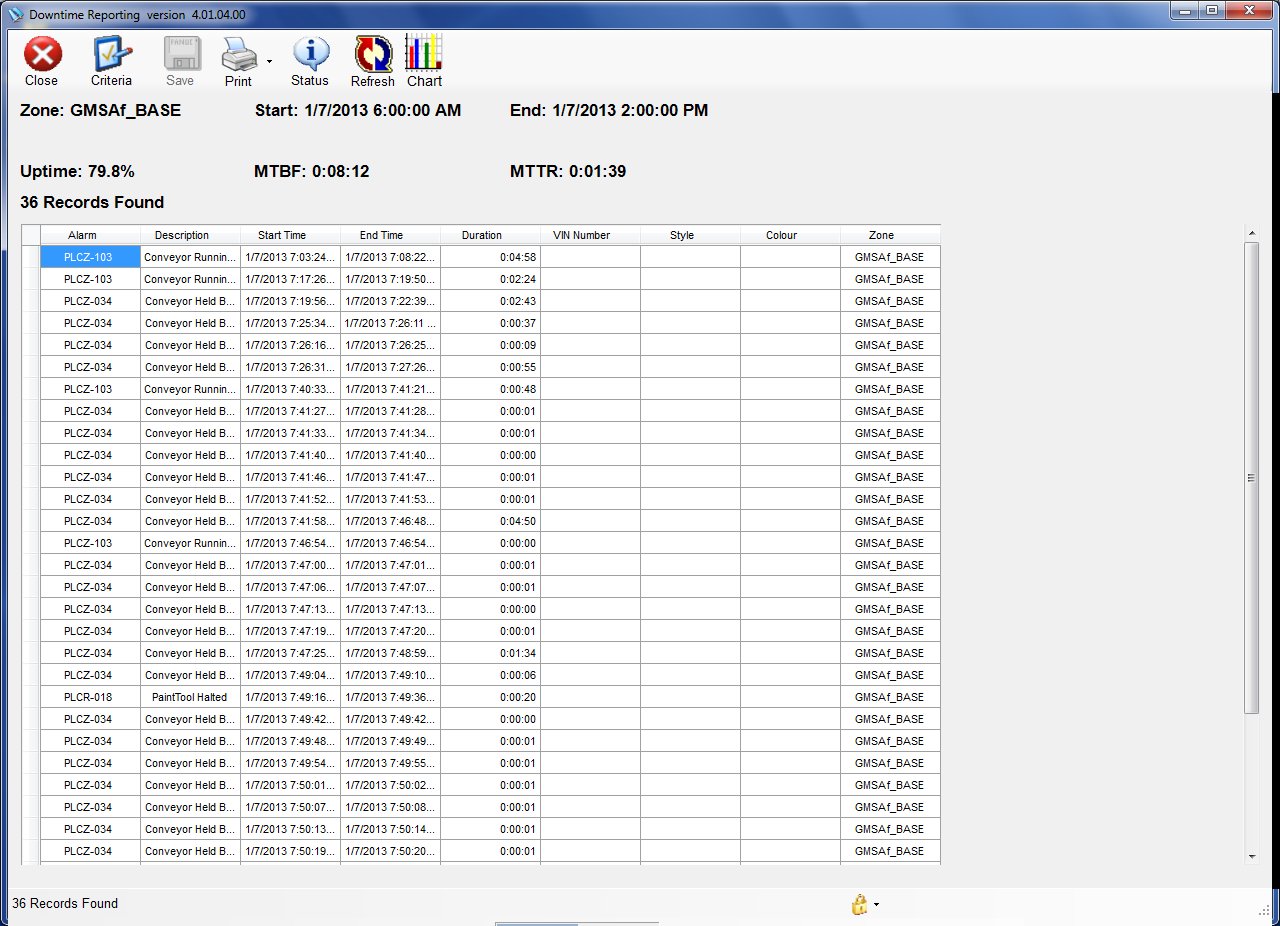 Downtime Reporting version 4.01.04.00
Close Criteria Save Print Status Refresh Chart
Zone: GMSAf_BASE Start: 1/7/2013 6:00:00 AM End: 1/7/2013 2:00:00 PM
Uptime: 79.8% MTBF: 0:08:12 MTTR: 0:01:39
36 Records Found
Alarm Description Start Time End Time Duration VIN Number Style Colour Zone
PLCZ-103 Conveyor Runnin... 1/7/2013 7:03:24... 1/7/2013 7:08:22... 0:04:58 GMSAf_BASE
PLCZ-103 Conveyor Runnin... 1/7/2013 7:17:26... 1/7/2013 7:19:50... 0:02:24 GMSAf_BASE
PLCZ-034 Conveyor Held B... 1/7/2013 7:19:56... 1/7/2013 7:22:39... 0:02:43 GMSAf_BASE
PLCZ-034 Conveyor Held B... 1/7/2013 7:25:34... 1/7/2013 7:26:11 ... 0:00:37 GMSAf_BASE
PLCZ-034 Conveyor Held B... 1/7/2013 7:26:16... 1/7/2013 7:26:25... 0:00:09 GMSAf_BASE
PLCZ-034 Conveyor Held B... 1/7/2013 7:26:31... 1/7/2013 7:27:26... 0:00:55 GMSAf_BASE
PLCZ-103 Conveyor Runnin... 1/7/2013 7:40:33... 1/7/2013 7:41:21... 0:00:48 GMSAf_BASE
PLCZ-034 Conveyor Held B... 1/7/2013 7:41:27... 1/7/2013 7:41:28... 0:00:01 GMSAf_BASE
PLCZ-034 Conveyor Held B... 1/7/2013 7:41:33... 1/7/2013 7:41:34... 0:00:01 GMSAf_BASE
PLCZ-034 Conveyor Held B... 1/7/2013 7:41:40... 1/7/2013 7:41:40... 0:00:00 GMSAf_BASE
PLCZ-034 Conveyor Held B... 1/7/2013 7:41:46... 1/7/2013 7:41:47... 0:00:01 GMSAf_BASE
PLCZ-034 Conveyor Held B... 1/7/2013 7:41:52... 1/7/2013 7:41:53... 0:00:01 GMSAf_BASE
PLCZ-034 Conveyor Held B... 1/7/2013 7:41:58... 1/7/2013 7:46:48... 0:04:50 GMSAf_BASE
PLCZ-103 Conveyor Runnin... 1/7/2013 7:46:54... 1/7/2013 7:46:54... 0:00:00 GMSAf_BASE
PLCZ-034 Conveyor Held B... 1/7/2013 7:47:00... 1/7/2013 7:47:01... 0:00:01 GMSAf_BASE
PLCZ-034 Conveyor Held B... 1/7/2013 7:47:06... 1/7/2013 7:47:07... 0:00:01 GMSAf_BASE
PLCZ-034 Conveyor Held B... 1/7/2013 7:47:13... 1/7/2013 7:47:13... 0:00:00 GMSAf_BASE
PLCZ-034 Conveyor Held B... 1/7/2013 7:47:19... 1/7/2013 7:47:20... 0:00:01 GMSAf_BASE
PLCZ-034 Conveyor Held B... 1/7/2013 7:47:25... 1/7/2013 7:48:59... 0:01:34 GMSAf_BASE
PLCZ-034 Conveyor Held B... 1/7/2013 7:49:04... 1/7/2013 7:49:10... 0:00:06 GMSAf_BASE
PLCR-018 PaintTool Halted 1/7/2013 7:49:16... 1/7/2013 7:49:36... 0:00:20 GMSAf_BASE
PLCZ-034 Conveyor Held B... 1/7/2013 7:49:42... 1/7/2013 7:49:42... 0:00:00 GMSAf_BASE
PLCZ-034 Conveyor Held B... 1/7/2013 7:49:48... 1/7/2013 7:49:49... 0:00:01 GMSAf_BASE
PLCZ-034 Conveyor Held B... 1/7/2013 7:49:54... 1/7/2013 7:49:55... 0:00:01 GMSAf_BASE
PLCZ-034 Conveyor Held B... 1/7/2013 7:50:01... 1/7/2013 7:50:02... 0:00:01 GMSAf_BASE
PLCZ-034 Conveyor Held B... 1/7/2013 7:50:07... 1/7/2013 7:50:08... 0:00:01 GMSAf_BASE
PLCZ-034 Conveyor Held B... 1/7/2013 7:50:13... 1/7/2013 7:50:14... 0:00:01 GMSAf_BASE
PLCZ-034 Conveyor Held B... 1/7/2013 7:50:19... 1/7/2013 7:50:20... 0:00:01 GMSAf_BASE
36 Records Found